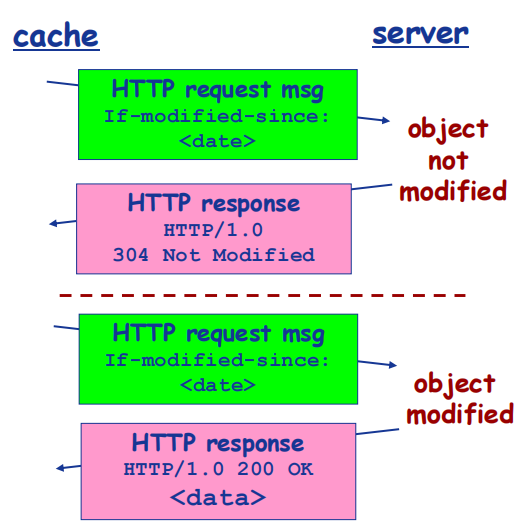 cache
server
HTTP request msg
If-modified-since:
<date>
object
not
modified
HTTP response
HTTP/1.0
304 Not Modified
HTTP request msg
If-modified-since:
<date>
object
modified
HTTP response
HTTP/1.0 200 OK
<data>